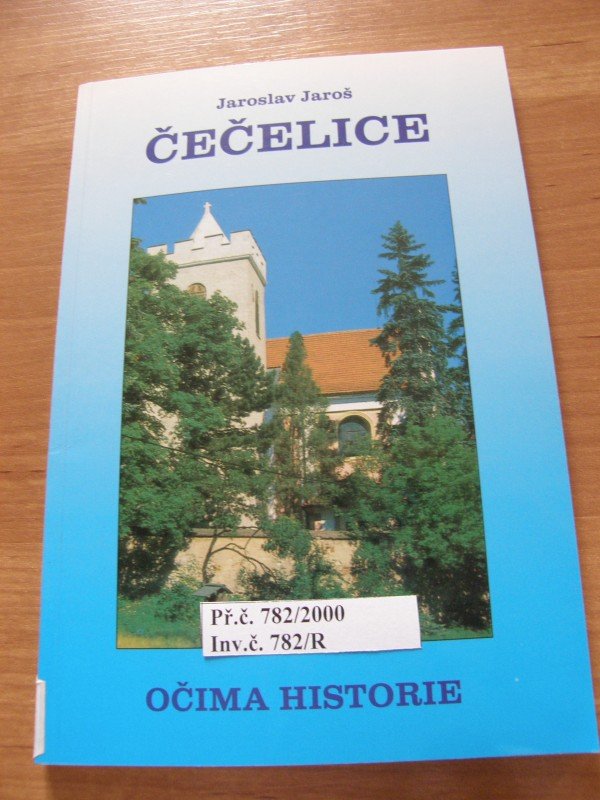 Jaroslav Jaroš
ČEČELICE
Př.č. 782/2000
Inv.č. 782/R
OČIMA HISTORIE